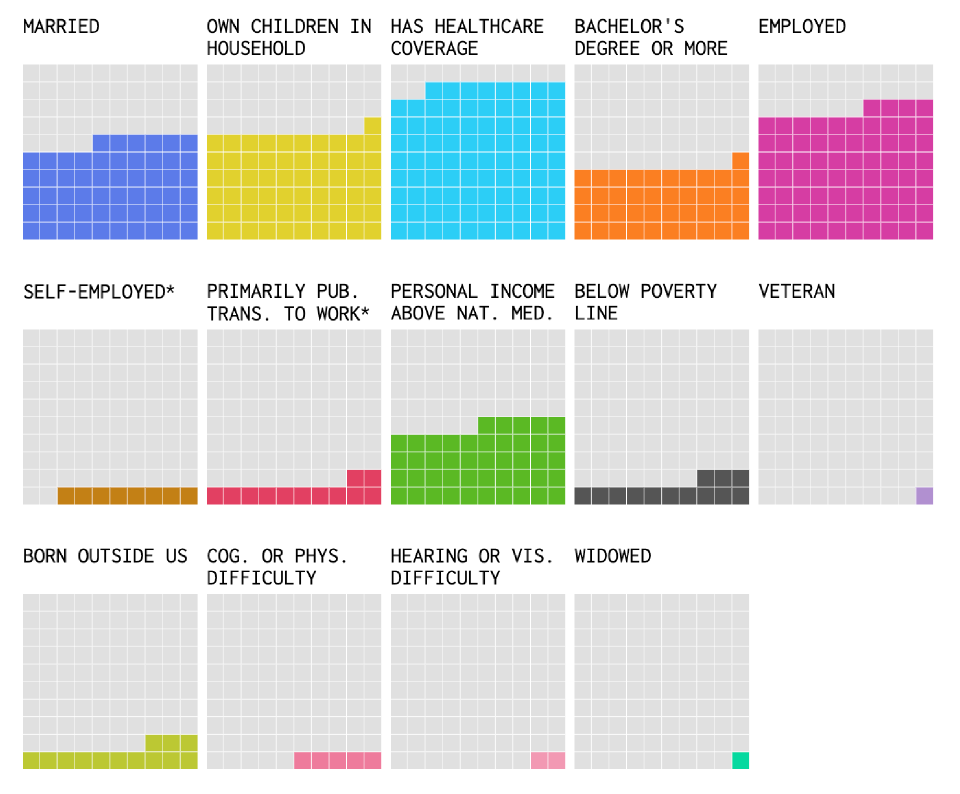 MARRIED
OWN CHILDREN IN
HOUSEHOLD
HAS HEALTHCARE
COVERAGE
BACHELOR'S
DEGREE OR MORE
EMPLOYED
SELF-EMPLOYED*
PRIMARILY PUB.
TRANS. TO WORK*
PERSONAL INCOME
ABOVE NAT. MED.
BELOW POVERTY
LINE
VETERAN
BORN OUTSIDE US
COG. OR PHYS.
DIFFICULTY
HEARING OR VIS.
DIFFICULTY
WIDOWED